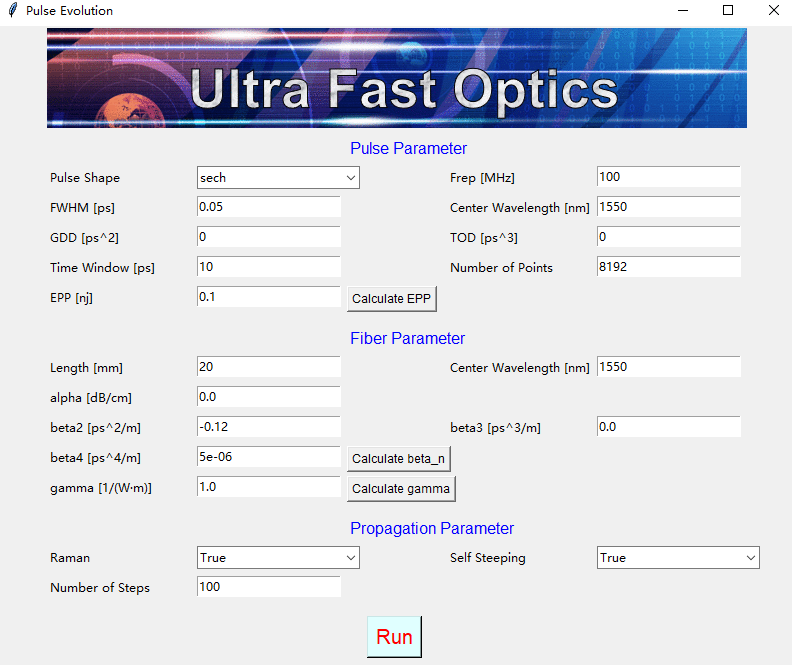 Pulse Evolution
Ultra Fast Optics
Pulse Parameter
Pulse Shape sech Frep [MHz] 100
FWHM [ps] 0.05 Center Wavelength [nm] 1550
GDD [ps^2] 0 TOD [ps^3] 0
Time Window [ps] 10 Number of Points 8192
EPP [nj] 0.1 Calculate EPP
Fiber Parameter
Length [mm] 20 Center Wavelength [nm] 1550
alpha [dB/cm] 0.0
beta2 [ps^2/m] -0.12 beta3 [ps^3/m] 0.0
beta4 [ps^4/m] 5e-06 Calculate beta_n
gamma [1/(W·m)] 1.0 Calculate gamma
Propagation Parameter
Raman True Self Steeping True
Number of Steps 100
Run